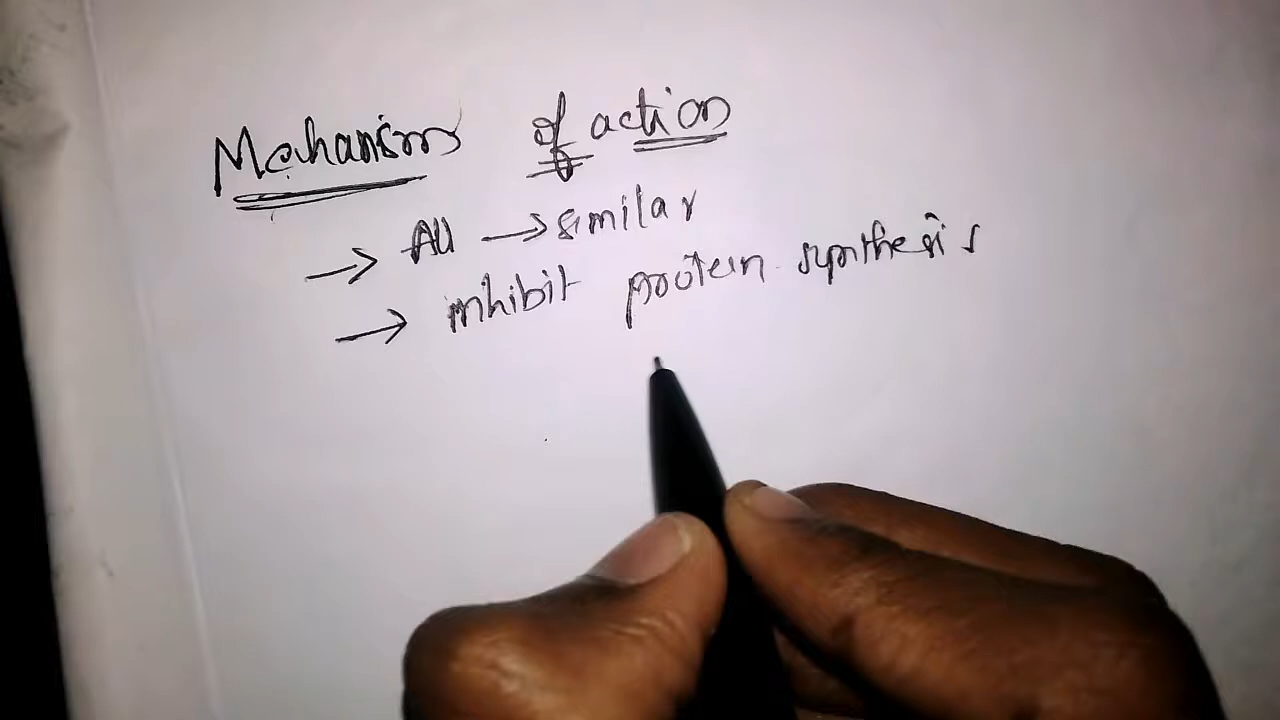 Mechanism of action
→ All → similar
→ inhibit protein synthesis